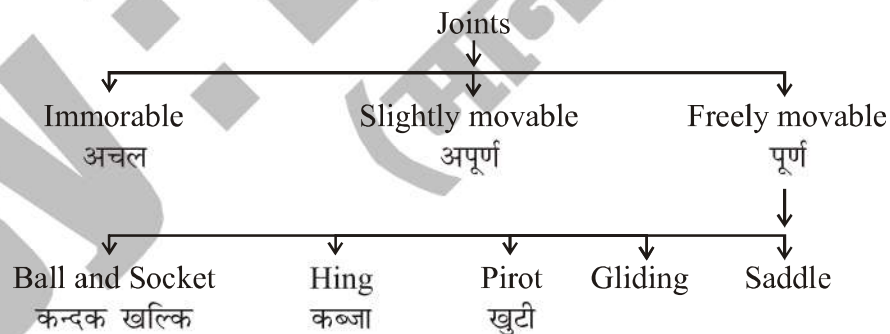 Joints
Immorable Slightly movable Freely movable
अचल अपूर्ण पूर्ण
Ball and Socket Hing Pirot Gliding Saddle
कन्दक खल्कि कब्जा खुटी